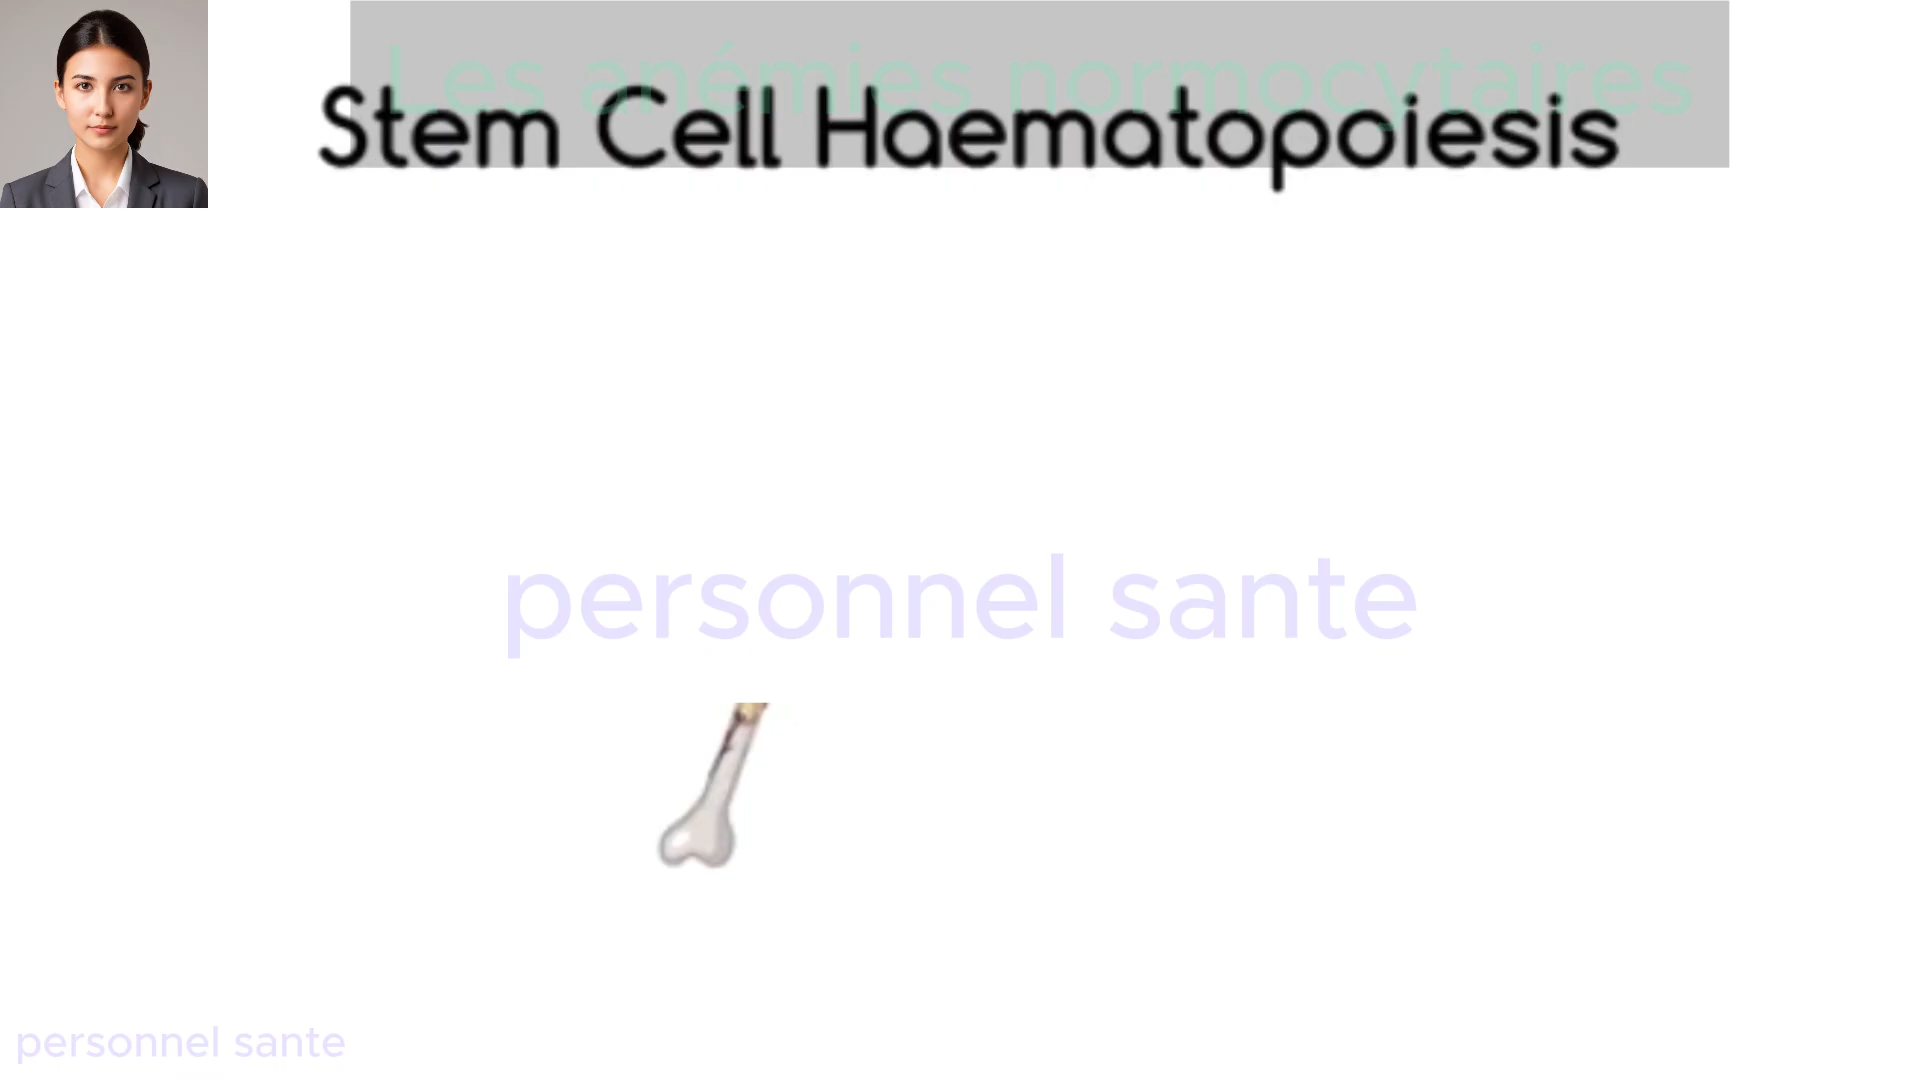 Les anémies normocytaires
Stem Cell Haematopoiesis
personnel sante
personnel sante